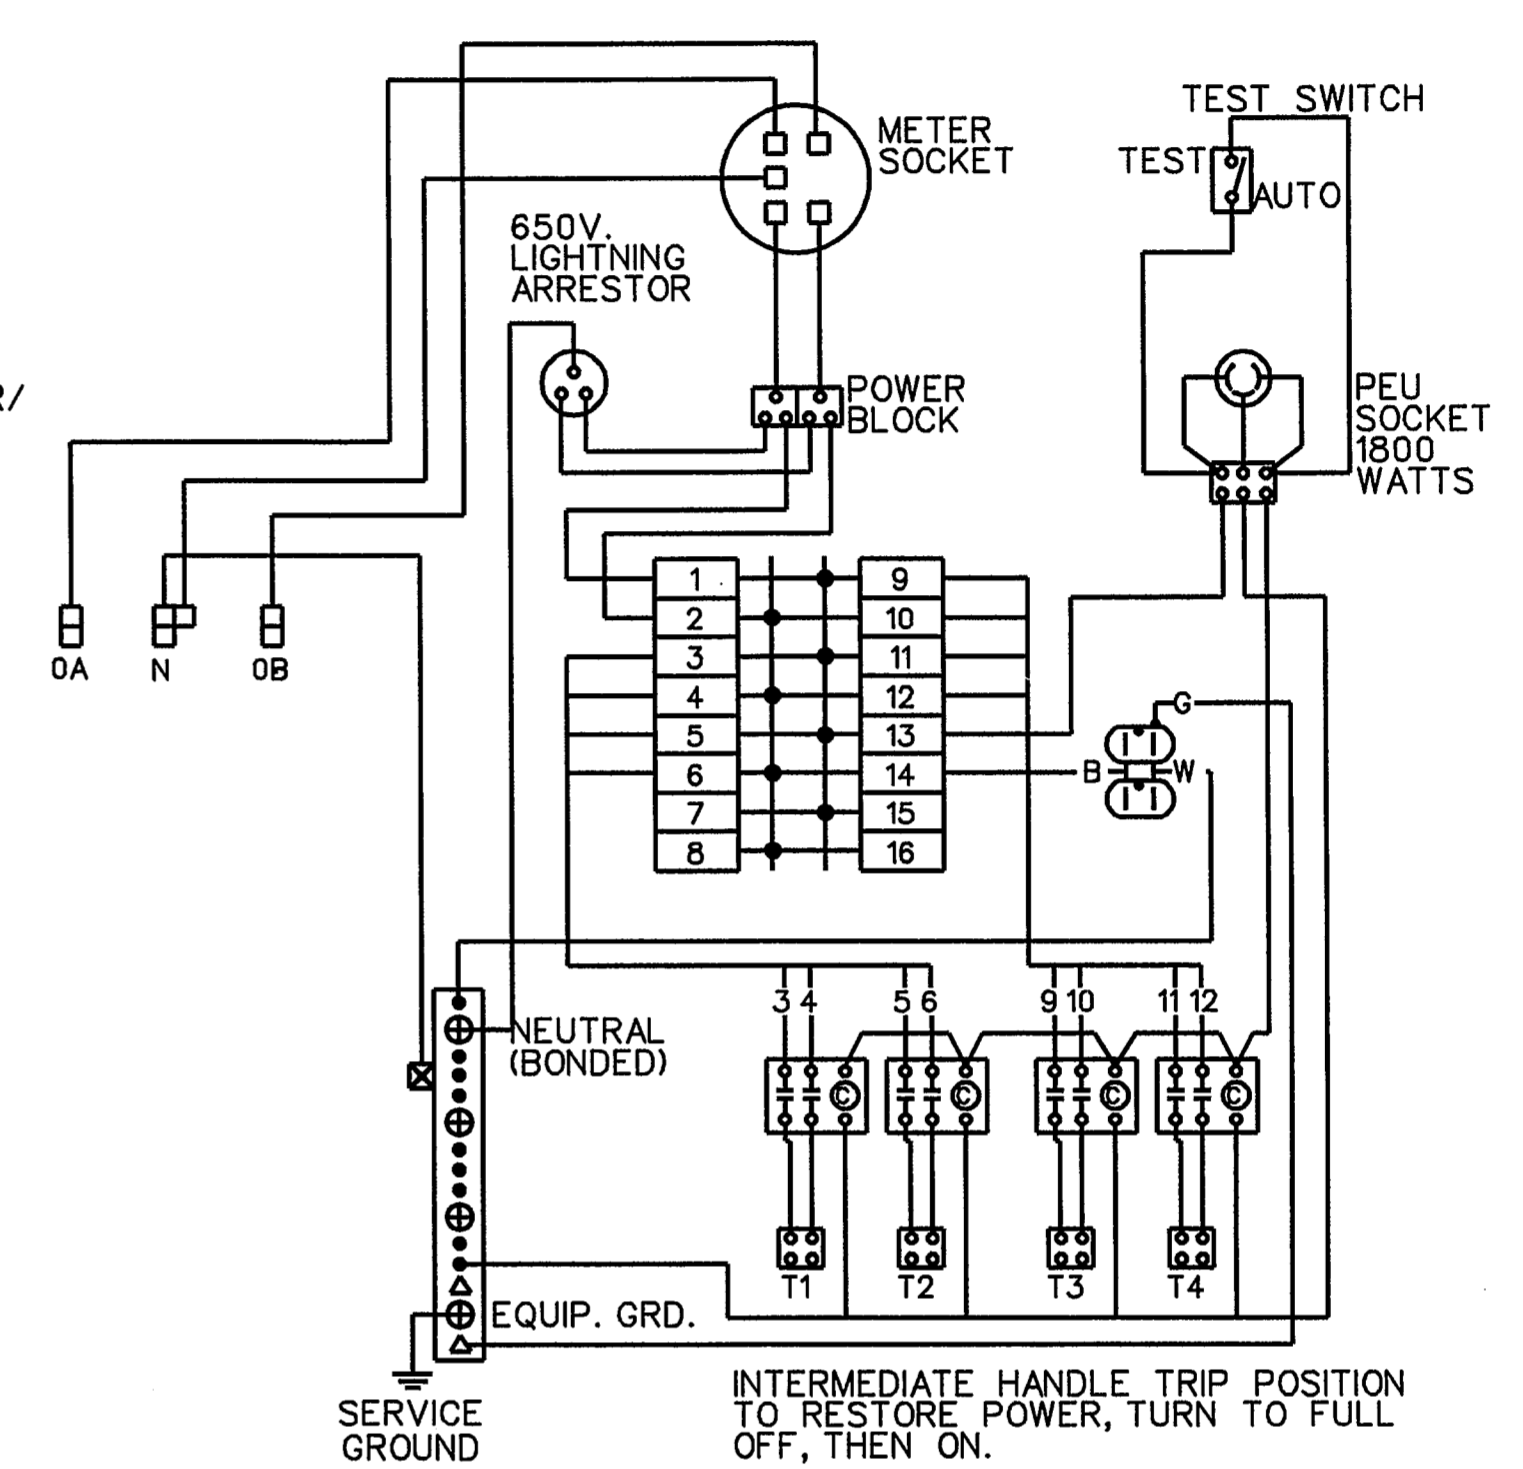 METER
SOCKET
TEST SWITCH
TEST
AUTO
650V.
LIGHTNING
ARRESTOR
R/
POWER
BLOCK
PEU
SOCKET
1800
WATTS
0A
N
0B
1
2
3
4
5
6
7
8
9
10
11
12
13
14
15
16
G
B
W
3 4
5 6
9 10
11 12
NEUTRAL
(BONDED)
C
C
C
C
T1
T2
T3
T4
EQUIP. GRD.
SERVICE
GROUND
INTERMEDIATE HANDLE TRIP POSITION
TO RESTORE POWER, TURN TO FULL
OFF, THEN ON.